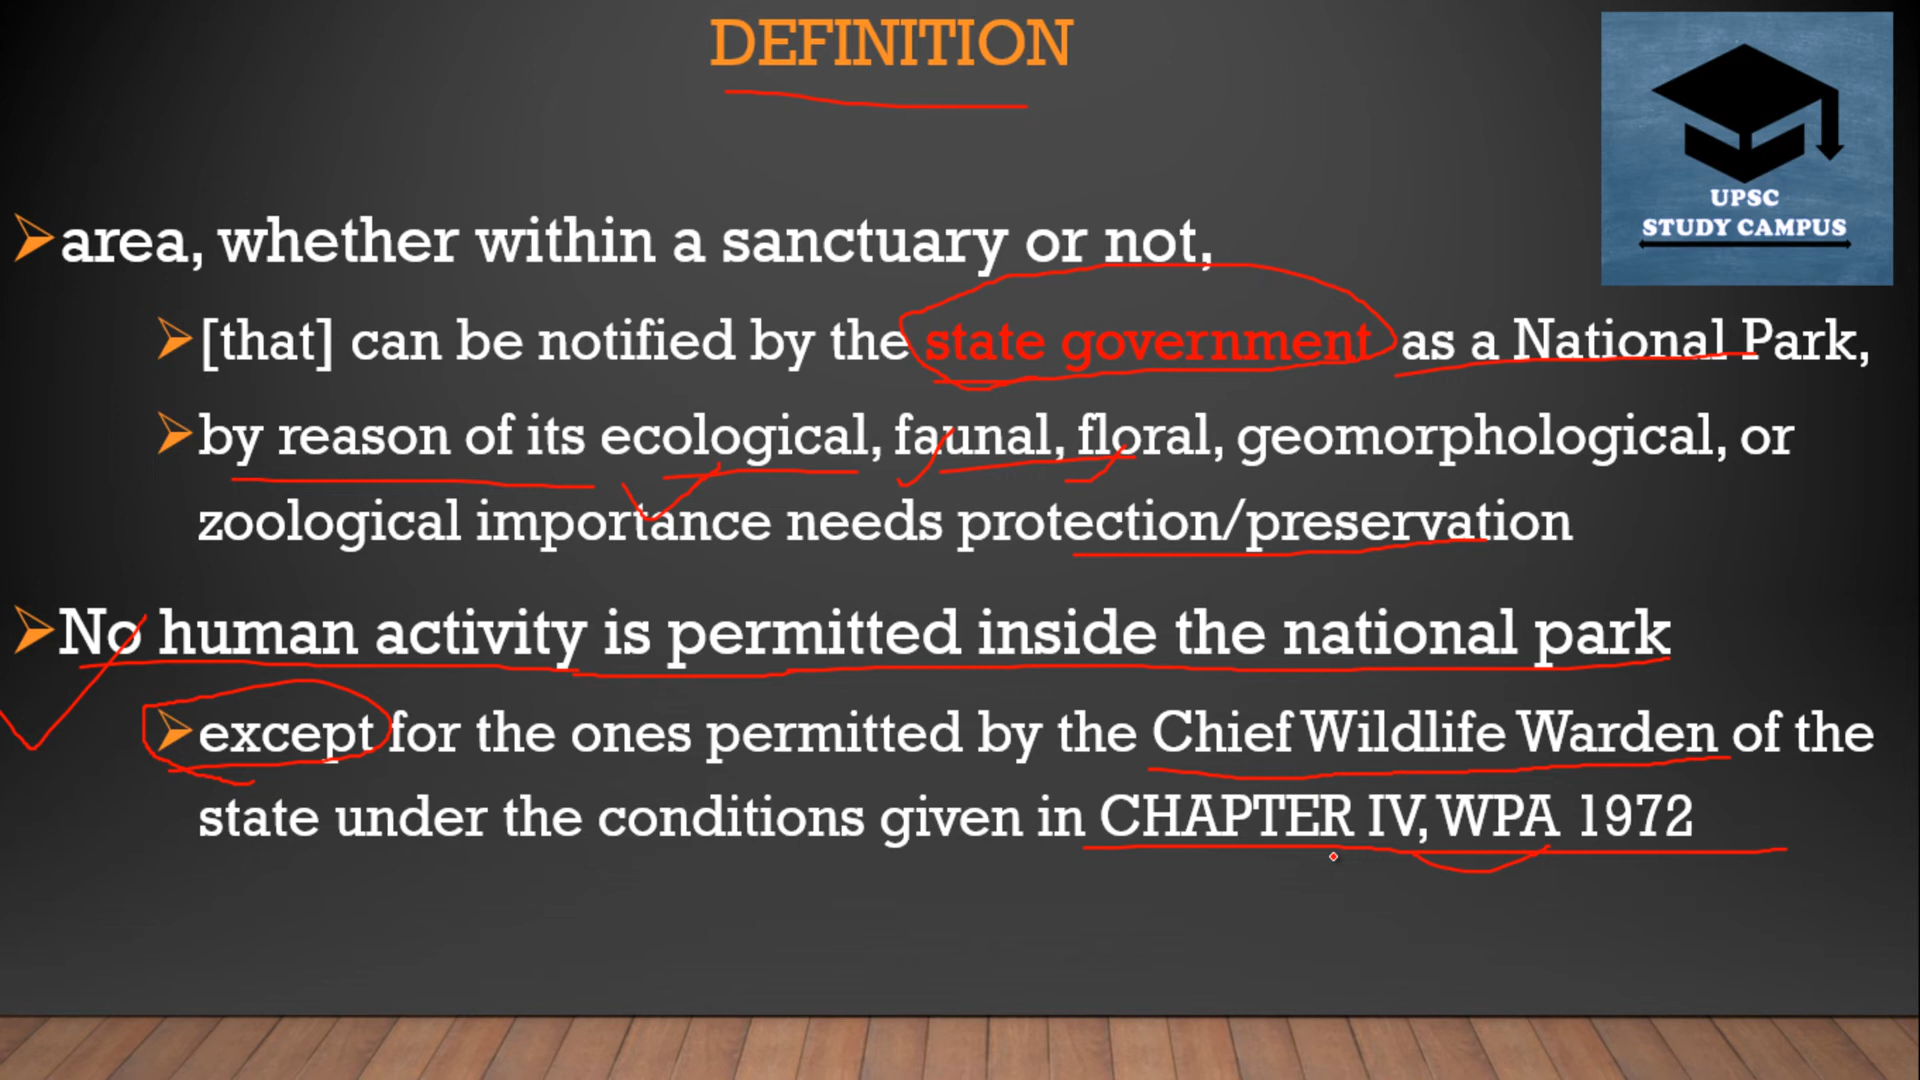 DEFINITION
UPSC
STUDY CAMPUS
area, whether within a sanctuary or not,
[that] can be notified by the state government as a National Park,
by reason of its ecological, faunal, floral, geomorphological, or
zoological importance needs protection/preservation
No human activity is permitted inside the national park
except for the ones permitted by the Chief Wildlife Warden of the
state under the conditions given in CHAPTER IV, WPA 1972